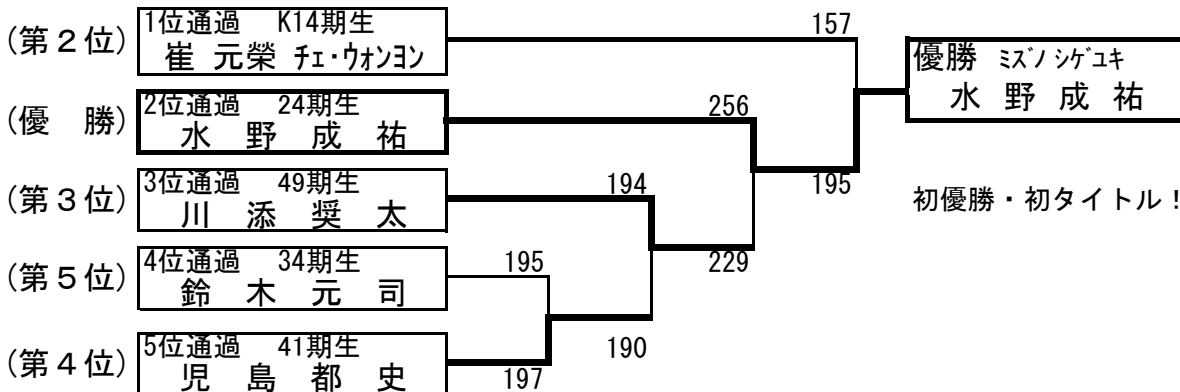 157
(第２位)
1位通過 K14期生
崔 元榮 ﾁｪ･ｳｫﾝﾖﾝ
優勝 ﾐｽﾞﾉ ｼｹﾞﾕｷ
水 野 成 祐
(優 勝)
2位通過 24期生
水 野 成 祐
256
(第３位)
3位通過 49期生
川 添 奨 太
194
195
初優勝・初タイトル！
(第５位)
4位通過 34期生
鈴 木 元 司
195
229
(第４位)
5位通過 41期生
児 島 都 史
197
190